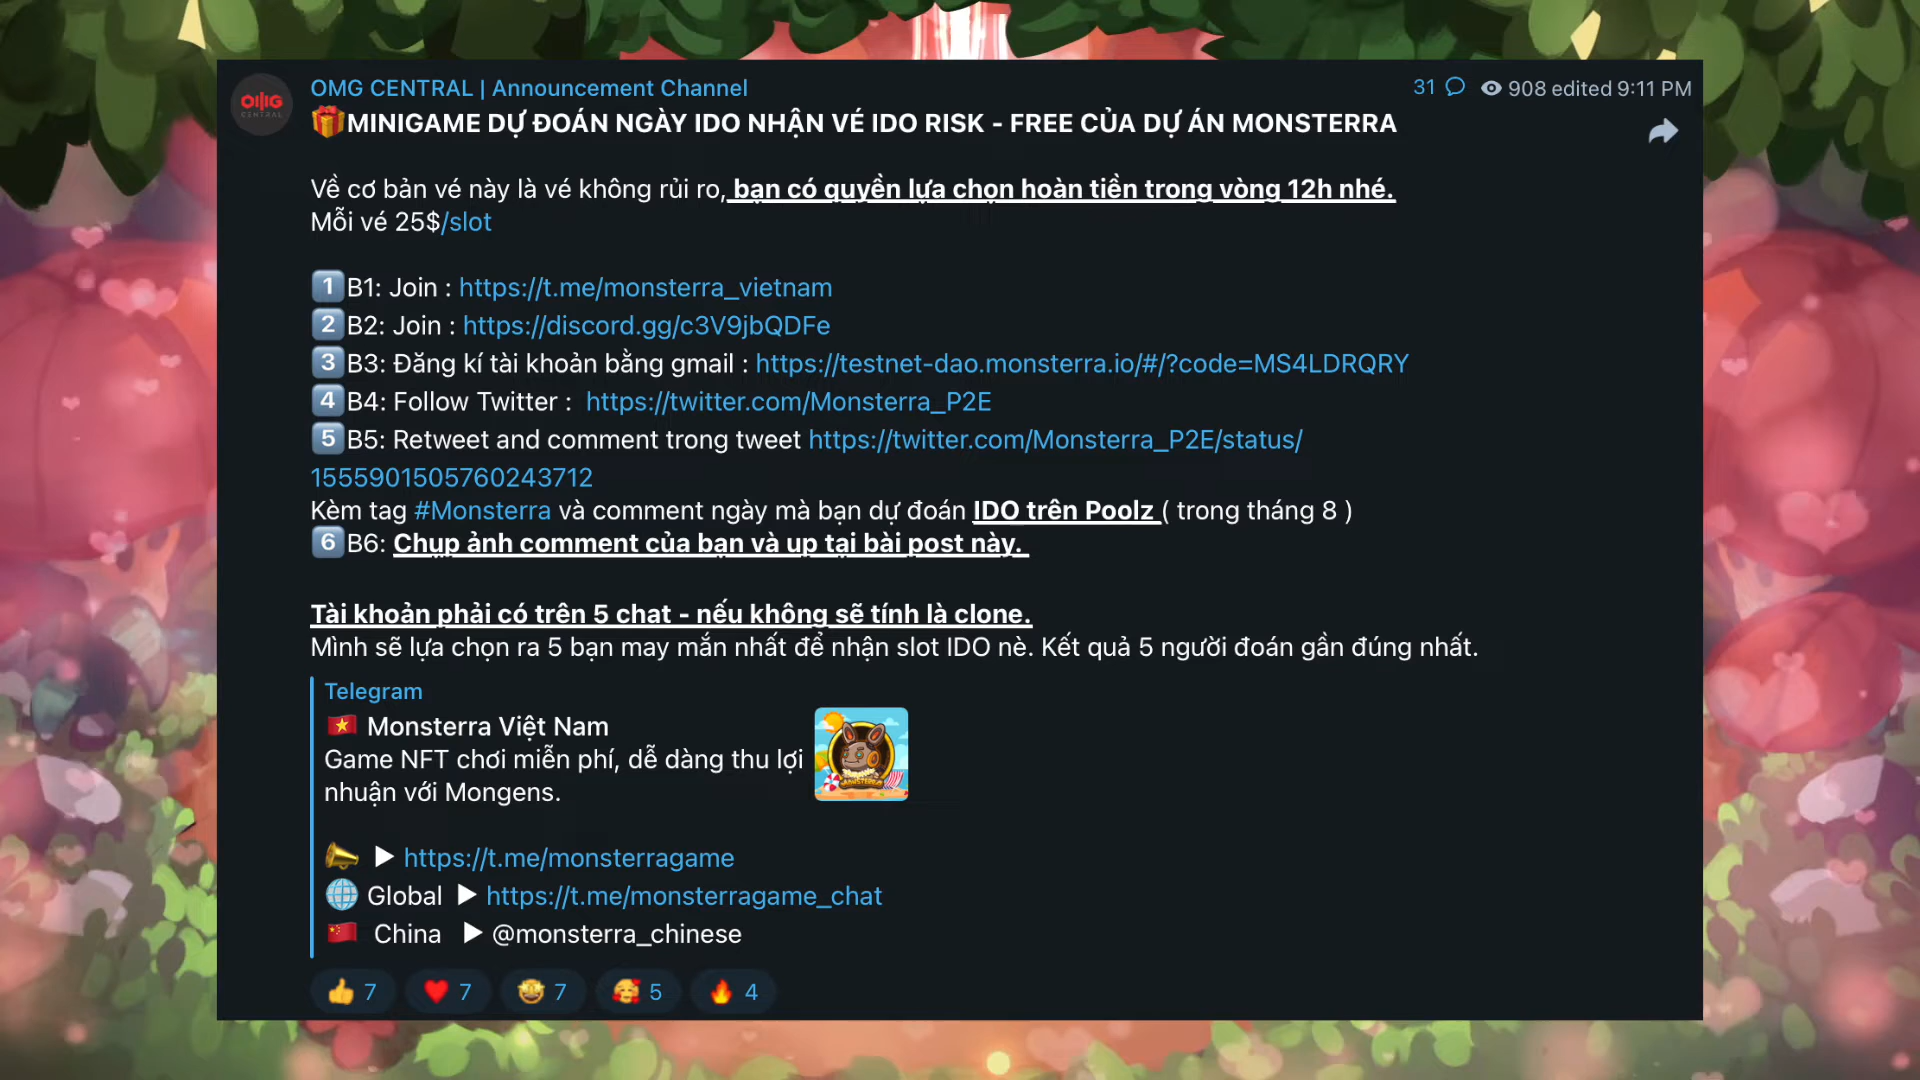 OMG CENTRAL
OMG CENTRAL | Announcement Channel
31 908 edited 9:11 PM
🎁MINIGAME DỰ ĐOÁN NGÀY IDO NHẬN VÉ IDO RISK - FREE CỦA DỰ ÁN MONSTERRA
Về cơ bản vé này là vé không rủi ro, bạn có quyền lựa chọn hoàn tiền trong vòng 12h nhé.
Mỗi vé 25$/slot
1️⃣B1: Join : https://t.me/monsterra_vietnam
2️⃣B2: Join : https://discord.gg/c3V9jbQDFe
3️⃣B3: Đăng kí tài khoản bằng gmail : https://testnet-dao.monsterra.io/#/?code=MS4LDRQRY
4️⃣B4: Follow Twitter : https://twitter.com/Monsterra_P2E
5️⃣B5: Retweet and comment trong tweet https://twitter.com/Monsterra_P2E/status/
1555901505760243712
Kèm tag #Monsterra và comment ngày mà bạn dự đoán IDO trên Poolz ( trong tháng 8 )
6️⃣B6: Chụp ảnh comment của bạn và up tại bài post này.
Tài khoản phải có trên 5 chat - nếu không sẽ tính là clone.
Mình sẽ lựa chọn ra 5 bạn may mắn nhất để nhận slot IDO nè. Kết quả 5 người đoán gần đúng nhất.
Telegram
🇻🇳 Monsterra Việt Nam
Game NFT chơi miễn phí, dễ dàng thu lợi
nhuận với Mongens.
MONSTERRA
📣 ▶ https://t.me/monsterragame
🌐 Global ▶ https://t.me/monsterragame_chat
🇨🇳 China ▶ @monsterra_chinese
👍 7 ❤️ 7 🤩 7 🥰 5 🔥 4